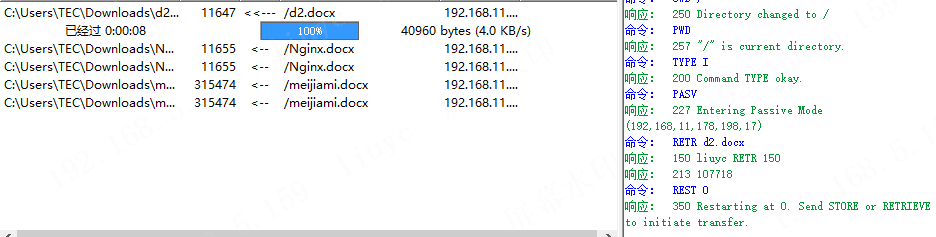 C:\Users\TEC\Downloads\d2... 11647 <<--- /d2.docx 192.168.11....
已经过 0:00:08 100% 40960 bytes (4.0 KB/s)
C:\Users\TEC\Downloads\N... 11655 <-- /Nginx.docx 192.168.11....
C:\Users\TEC\Downloads\N... 11655 <-- /Nginx.docx 192.168.11....
C:\Users\TEC\Downloads\m... 315474 <-- /meijiami.docx 192.168.11....
C:\Users\TEC\Downloads\m... 315474 <-- /meijiami.docx 192.168.11....
响应: 250 Directory changed to /
命令: PWD
响应: 257 "/" is current directory.
命令: TYPE I
响应: 200 Command TYPE okay.
命令: PASV
响应: 227 Entering Passive Mode
(192,168,11,178,198,17)
命令: RETR d2.docx
响应: 150 liuyc RETR 150
响应: 213 107718
命令: REST 0
响应: 350 Restarting at 0. Send STORE or RETRIEVE
to initiate transfer.